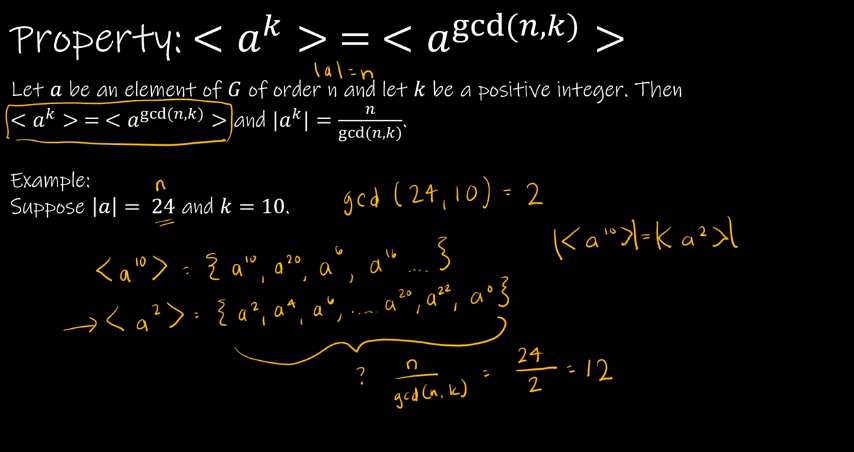 Property: < a^k > = < a^gcd(n,k) >
|a| = n
Let a be an element of G of order n and let k be a positive integer. Then
< a^k > = < a^gcd(n,k) > and |a^k| = n/gcd(n,k).
Example:
n
Suppose |a| = 24 and k = 10.
gcd (24, 10) = 2
|< a^10 >| = |< a^2 >|
< a^10 > = { a^10, a^20, a^6, a^16 .... }
→ < a^2 > = { a^2, a^4, a^6, .... a^20, a^22, a^0 }
? n/gcd(n, k) = 24/2 = 12